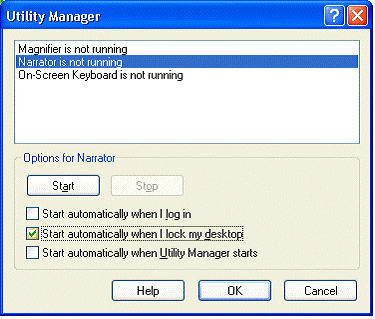 Utility Manager
Magnifier is not running
Narrator is not running
On-Screen Keyboard is not running
Options for Narrator
Start Stop
Start automatically when I log in
Start automatically when I lock my desktop
Start automatically when Utility Manager starts
Help OK Cancel